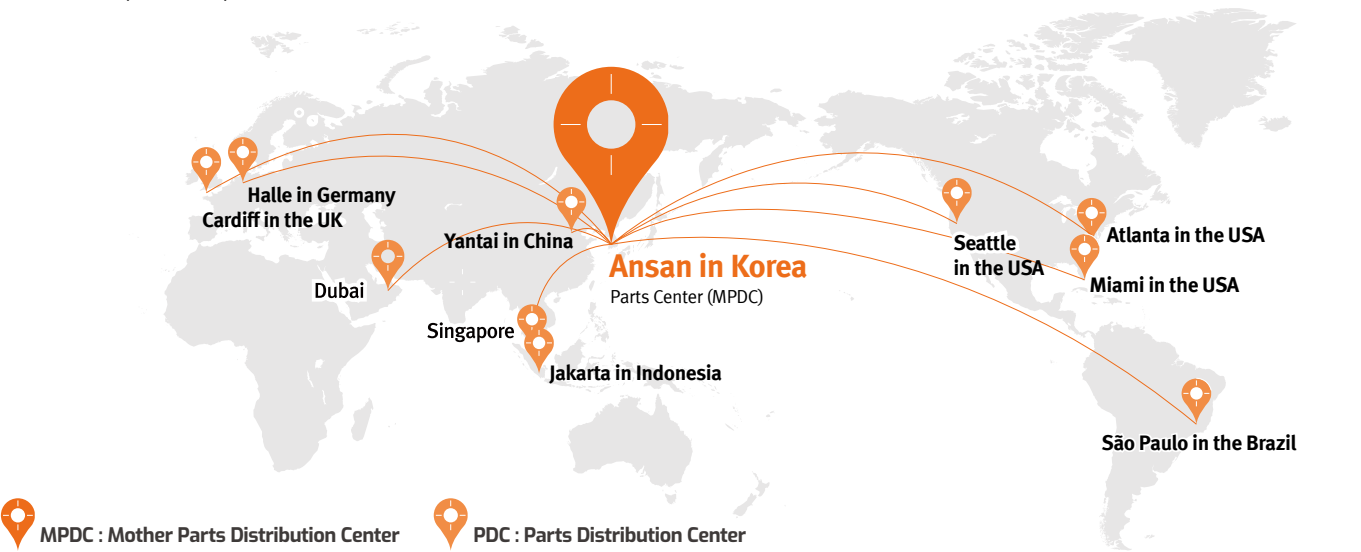 Halle in Germany
Cardiff in the UK
Yantai in China
Dubai
Ansan in Korea
Parts Center (MPDC)
Singapore
Jakarta in Indonesia
Seattle
in the USA
Atlanta in the USA
Miami in the USA
São Paulo in the Brazil
MPDC : Mother Parts Distribution Center
PDC : Parts Distribution Center